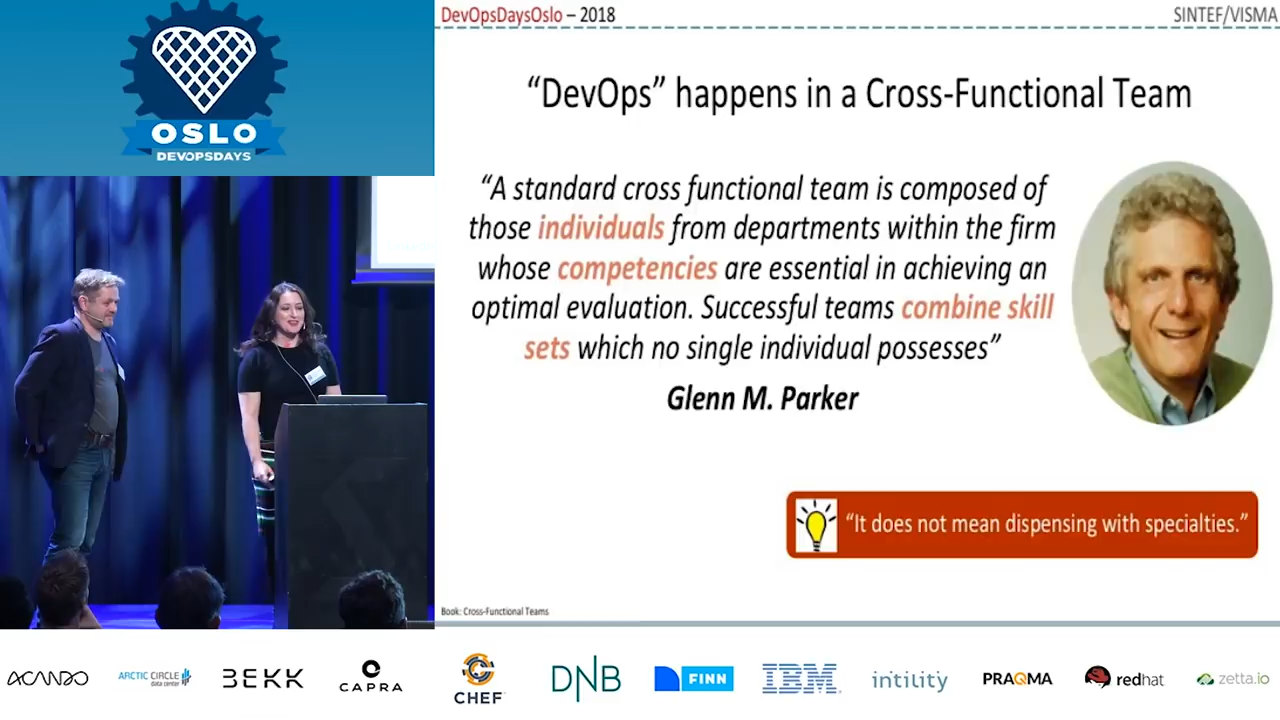 OSLO
DEVOPSDAYS
DevOpsDaysOslo – 2018
SINTEF/VISMA
“DevOps” happens in a Cross-Functional Team
“A standard cross functional team is composed of
those individuals from departments within the firm
whose competencies are essential in achieving an
optimal evaluation. Successful teams combine skill
sets which no single individual possesses”
Glenn M. Parker
“It does not mean dispensing with specialties.”
Book: Cross-Functional Teams
ACANDO
ARCTIC CIRCLE
data center
BEKK
CAPRA
CHEF
DNB
FINN
IBM
intility
PRAQMA
redhat
zetta.io